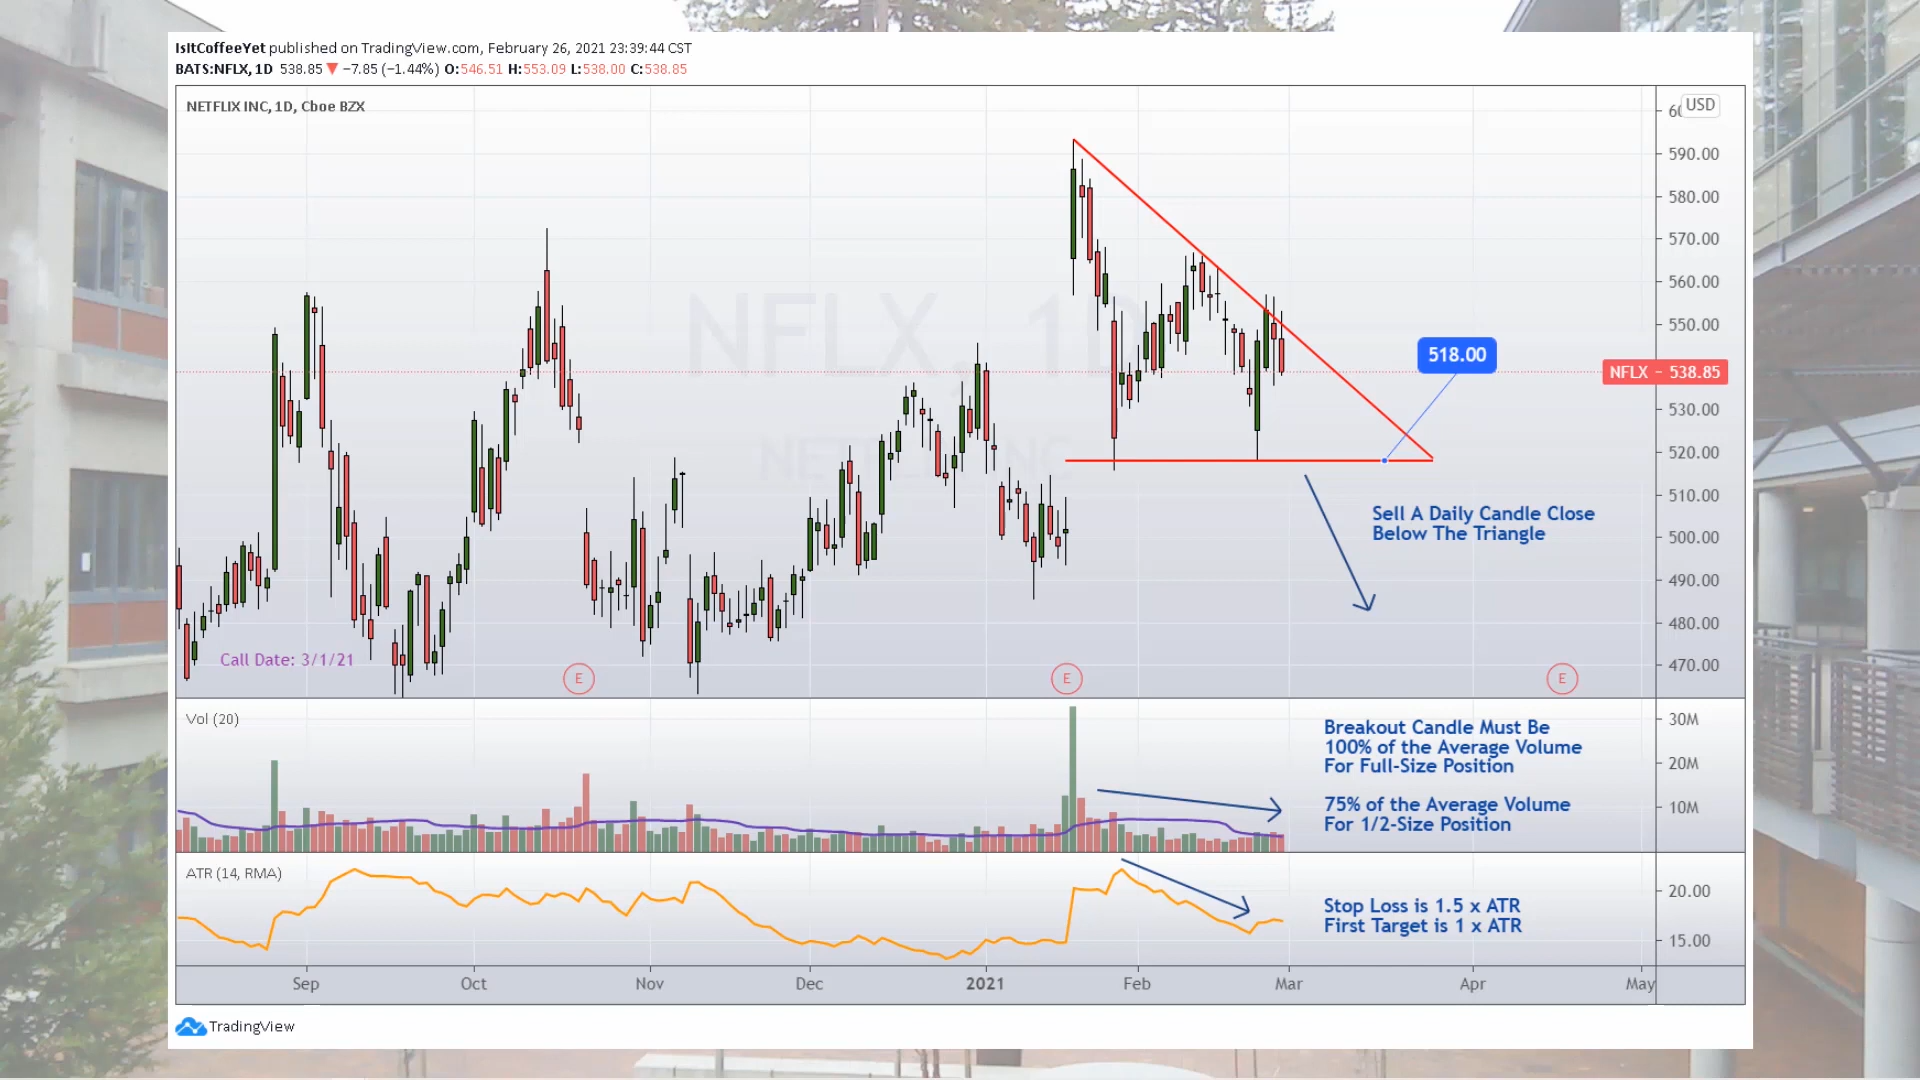 IsItCoffeeYet published on TradingView.com, February 26, 2021 23:39:44 CST
BATS:NFLX, 1D 538.85 ▼ −7.85 (−1.44%) O:546.51 H:553.09 L:538.00 C:538.85
NETFLIX INC, 1D, Cboe BZX
USD
590.00
580.00
570.00
560.00
550.00
NFLX − 538.85
530.00
520.00
510.00
500.00
490.00
480.00
470.00
NFLX, 1D
NETFLIX INC
518.00
Sell A Daily Candle Close
Below The Triangle
Call Date: 3/1/21
E
E
E
Vol (20)
Breakout Candle Must Be
100% of the Average Volume
For Full-Size Position
75% of the Average Volume
For 1/2-Size Position
30M
20M
10M
ATR (14, RMA)
Stop Loss is 1.5 x ATR
First Target is 1 x ATR
20.00
15.00
Sep Oct Nov Dec 2021 Feb Mar Apr May
TradingView